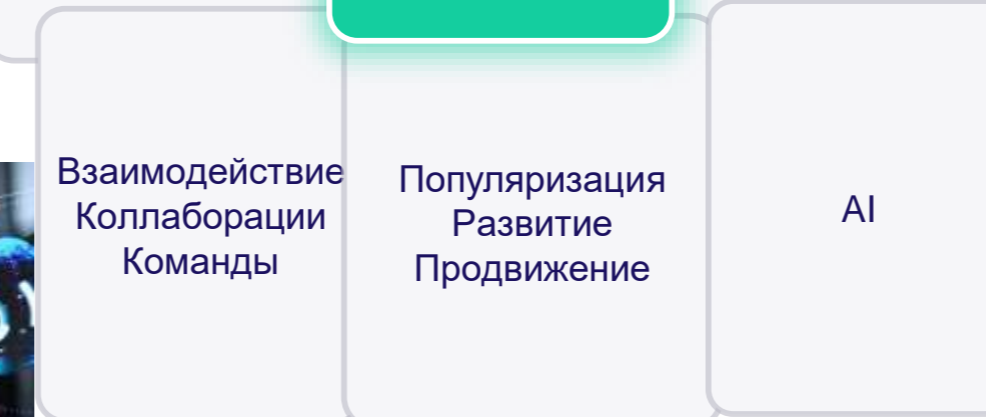 Взаимодействие
Коллаборации
Команды
Популяризация
Развитие
Продвижение
AI